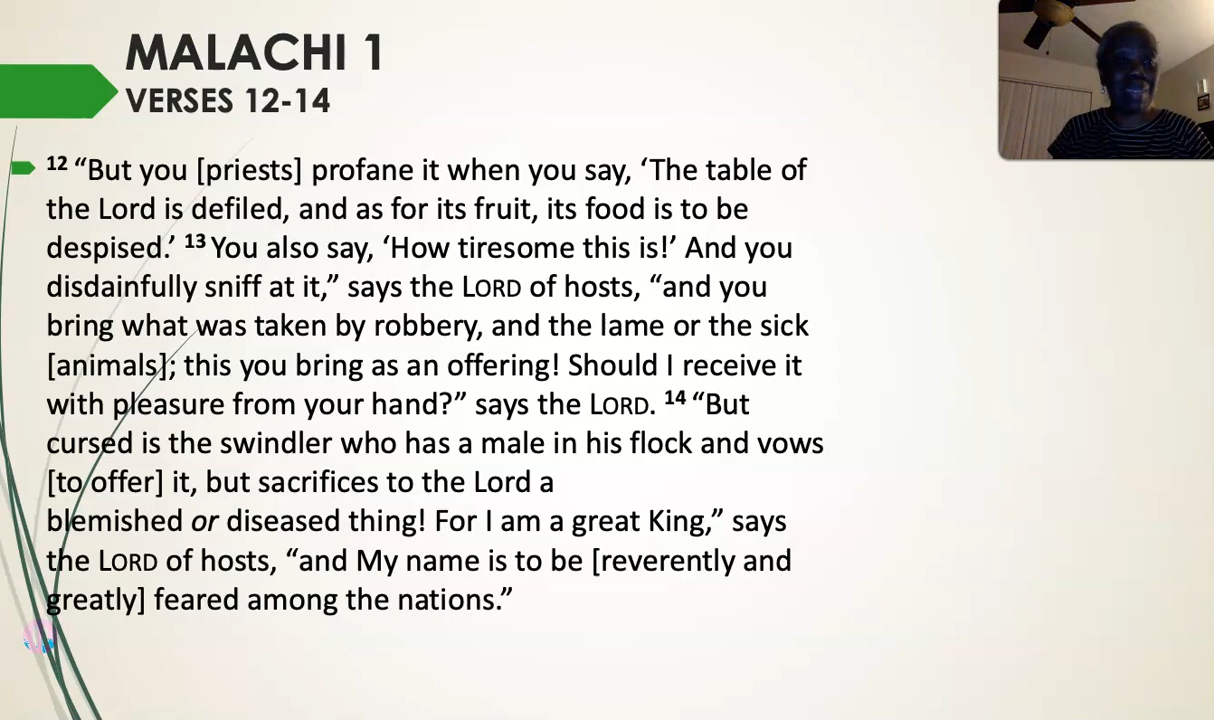 MALACHI 1
VERSES 12-14
12 “But you [priests] profane it when you say, ‘The table of
the Lord is defiled, and as for its fruit, its food is to be
despised.’ 13 You also say, ‘How tiresome this is!’ And you
disdainfully sniff at it,” says the LORD of hosts, “and you
bring what was taken by robbery, and the lame or the sick
[animals]; this you bring as an offering! Should I receive it
with pleasure from your hand?” says the LORD. 14 “But
cursed is the swindler who has a male in his flock and vows
[to offer] it, but sacrifices to the Lord a
blemished or diseased thing! For I am a great King,” says
the LORD of hosts, “and My name is to be [reverently and
greatly] feared among the nations.”